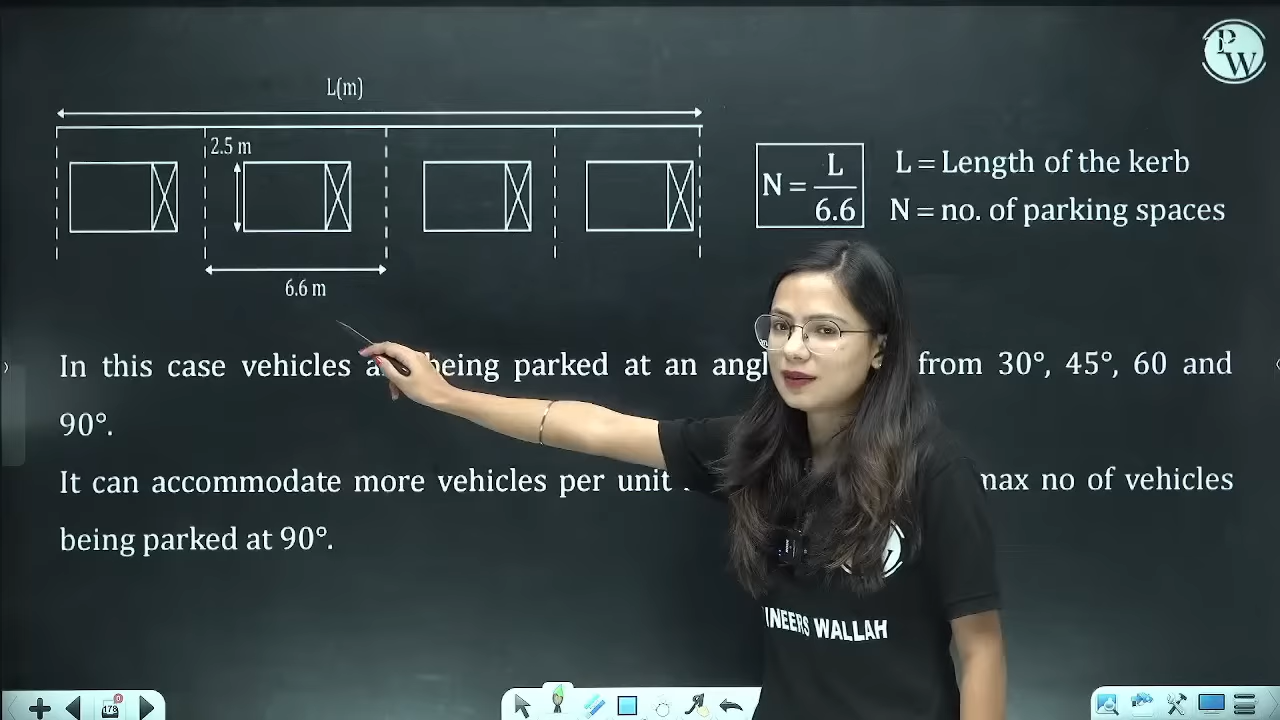 PW
L(m)
2.5 m
6.6 m
N = L/6.6
L = Length of the kerb
N = no. of parking spaces
In this case vehicles being parked at an from 30°, 45°, 60 and
90°.
It can accommodate more vehicles per unit max no of vehicles
being parked at 90°.
WALLAH
178